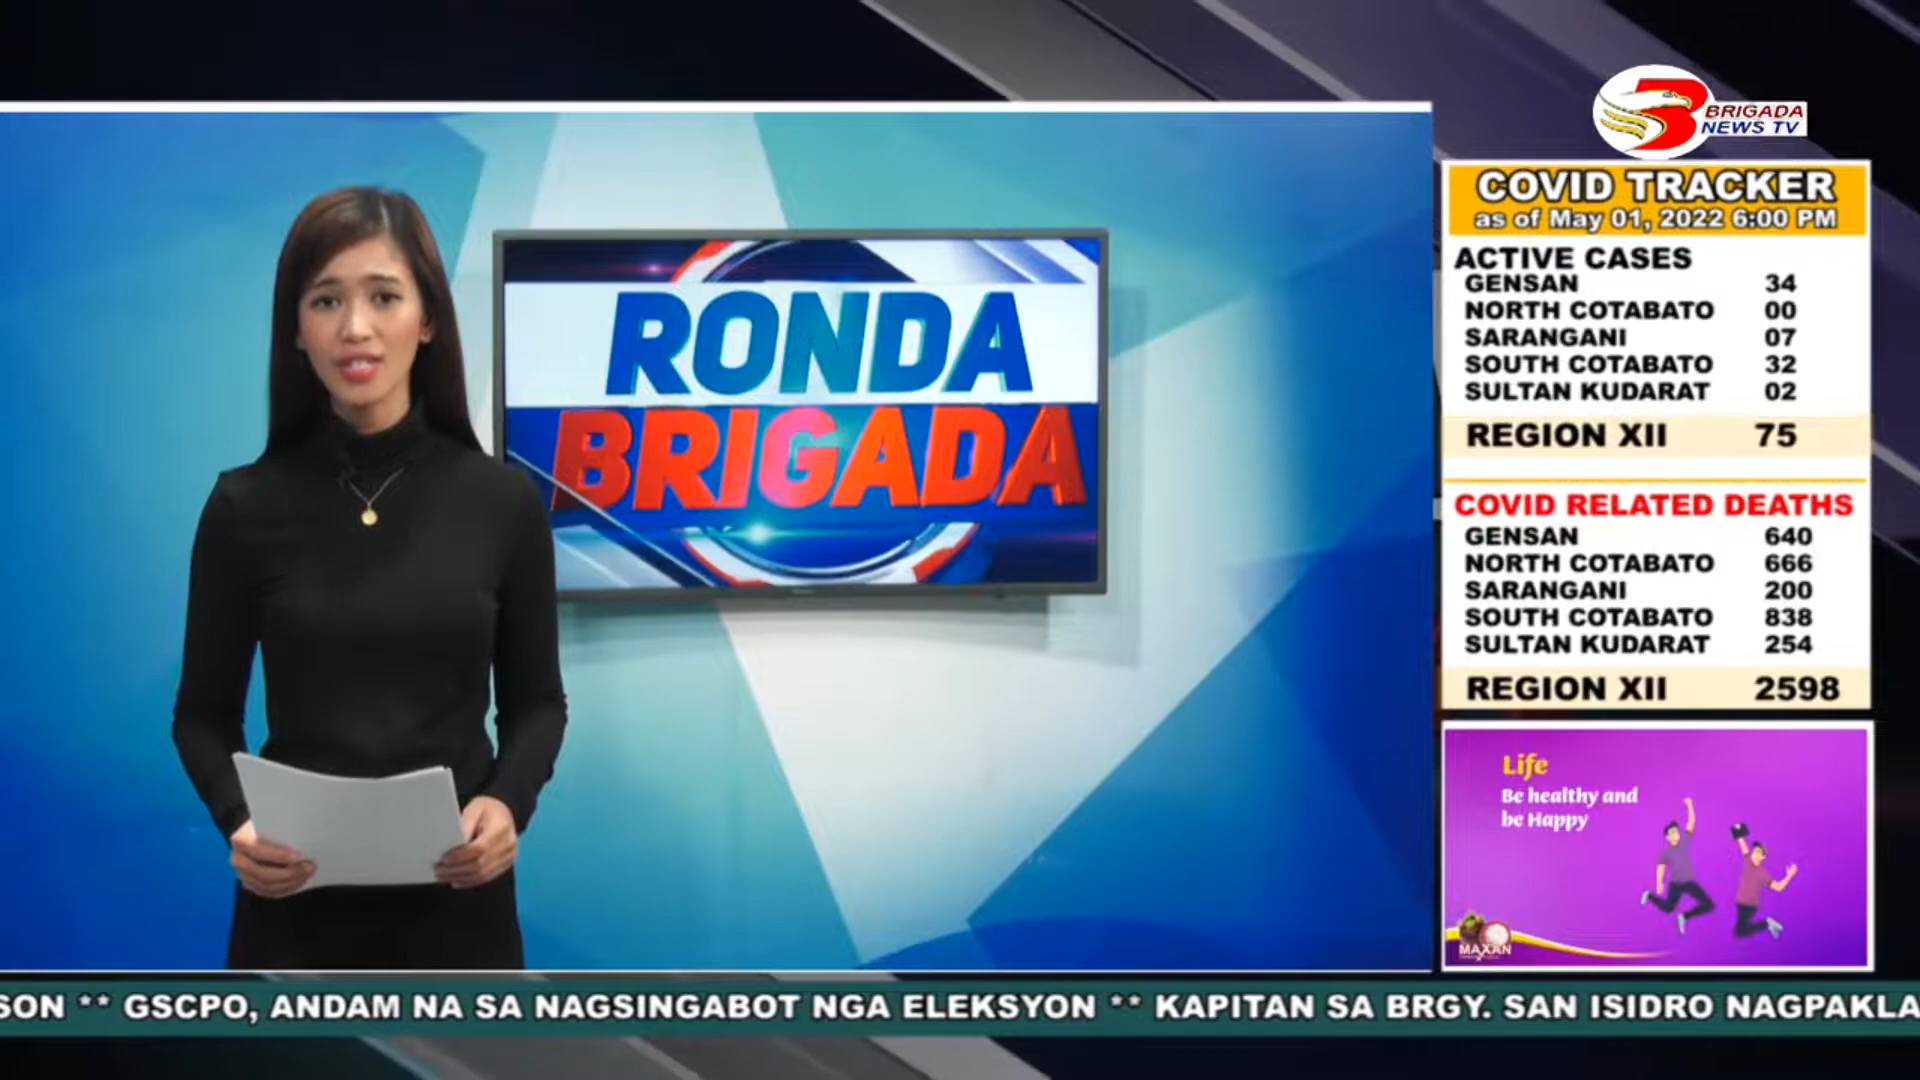 BRIGADA
NEWS TV
RONDA
BRIGADA
COVID TRACKER
as of May 01, 2022 6:00 PM
ACTIVE CASES
GENSAN 34
NORTH COTABATO 00
SARANGANI 07
SOUTH COTABATO 32
SULTAN KUDARAT 02
REGION XII 75
COVID RELATED DEATHS
GENSAN 640
NORTH COTABATO 666
SARANGANI 200
SOUTH COTABATO 838
SULTAN KUDARAT 254
REGION XII 2598
Life
Be healthy and
be Happy
MAXAN
SON ** GSCPO, ANDAM NA SA NAGSINGABOT NGA ELEKSYON ** KAPITAN SA BRGY. SAN ISIDRO NAGPAKLA